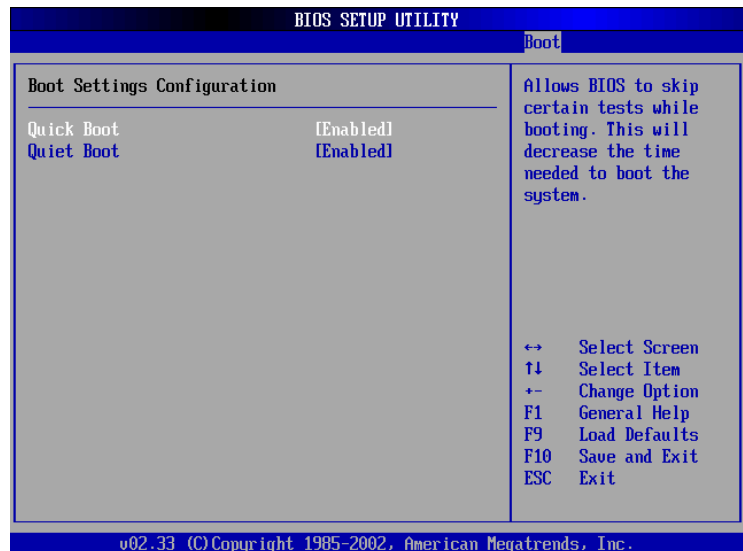 BIOS SETUP UTILITY
Boot
Boot Settings Configuration
Quick Boot [Enabled]
Quiet Boot [Enabled]
Allows BIOS to skip
certain tests while
booting. This will
decrease the time
needed to boot the
system.
↔ Select Screen
↑↓ Select Item
+- Change Option
F1 General Help
F9 Load Defaults
F10 Save and Exit
ESC Exit
v02.33 (C)Copyright 1985-2002, American Megatrends, Inc.